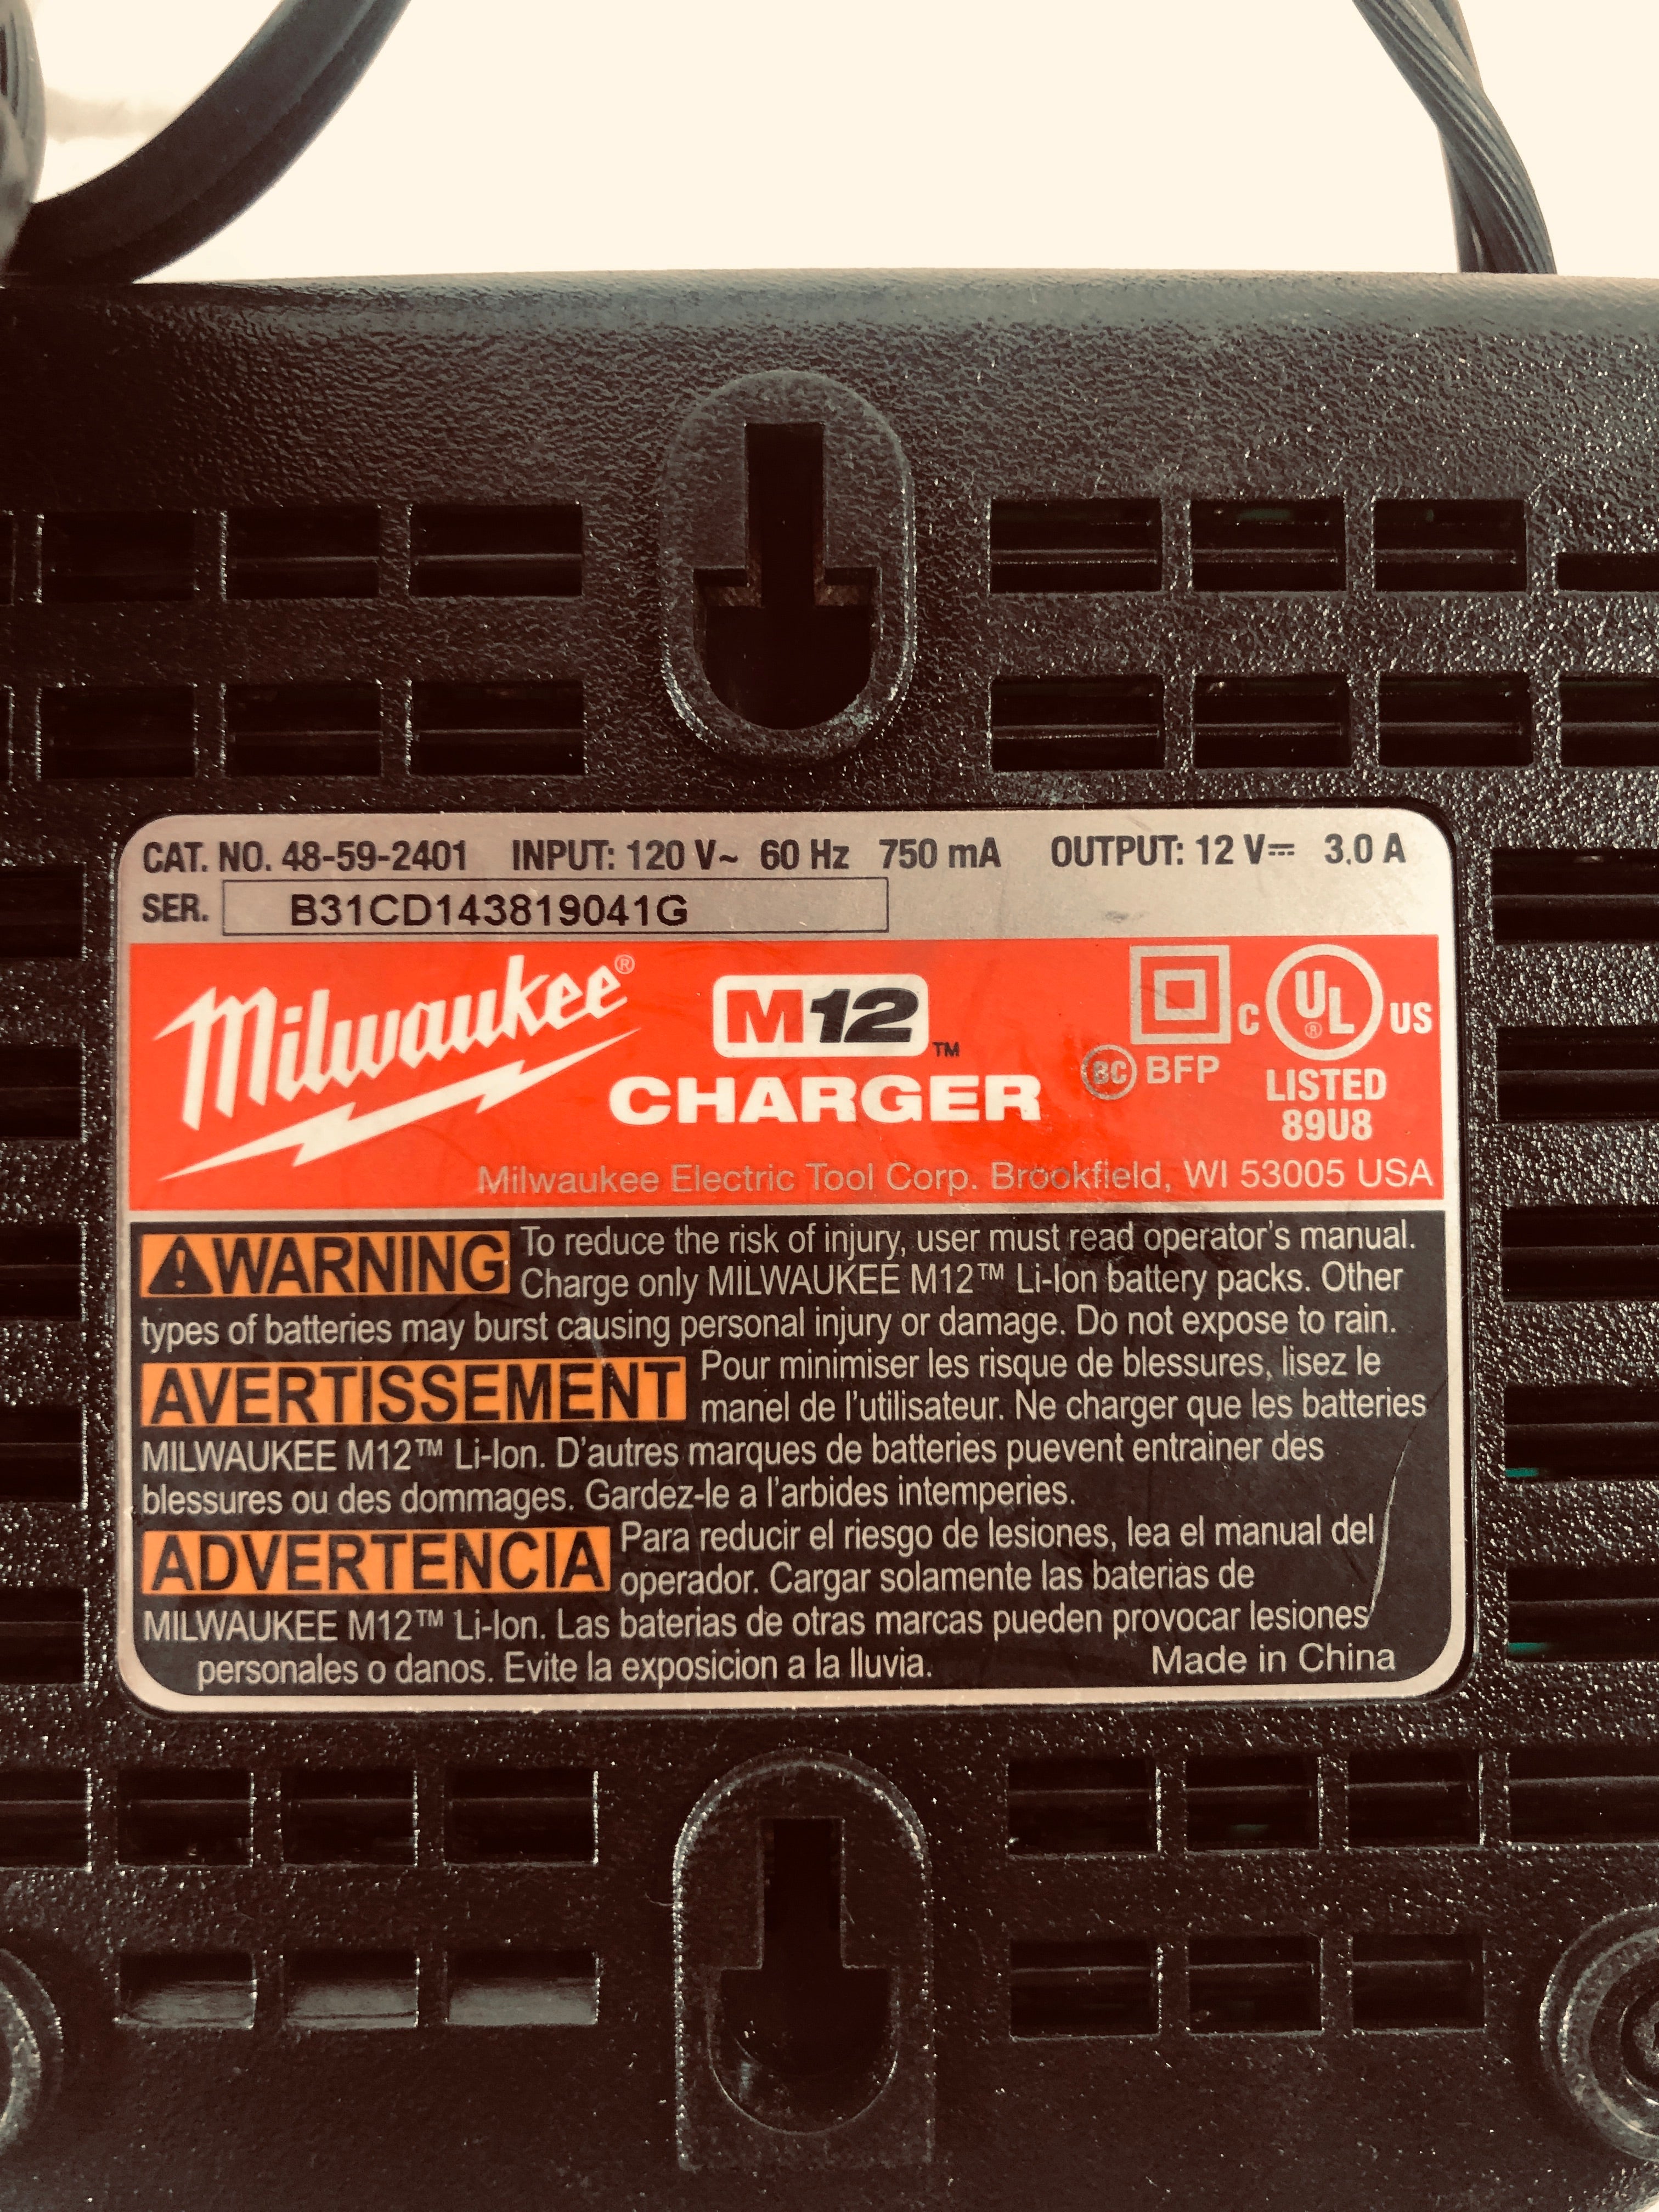 CAT. NO. 48-59-2401 INPUT: 120 V~ 60 Hz 750 mA OUTPUT: 12 V⎓ 3.0 A
SER. B31CD143819041G
Milwaukee®
M12™
CHARGER
BC BFP
C UL® US
LISTED
89U8
Milwaukee Electric Tool Corp. Brookfield, WI 53005 USA
⚠WARNING To reduce the risk of injury, user must read operator's manual.
Charge only MILWAUKEE M12™ Li-Ion battery packs. Other
types of batteries may burst causing personal injury or damage. Do not expose to rain.
AVERTISSEMENT Pour minimiser les risque de blessures, lisez le
manel de l'utilisateur. Ne charger que les batteries
MILWAUKEE M12™ Li-Ion. D'autres marques de batteries puevent entrainer des
blessures ou des dommages. Gardez-le a l'arbides intemperies.
ADVERTENCIA Para reducir el riesgo de lesiones, lea el manual del
operador. Cargar solamente las baterias de
MILWAUKEE M12™ Li-Ion. Las baterias de otras marcas pueden provocar lesiones
personales o danos. Evite la exposicion a la lluvia. Made in China